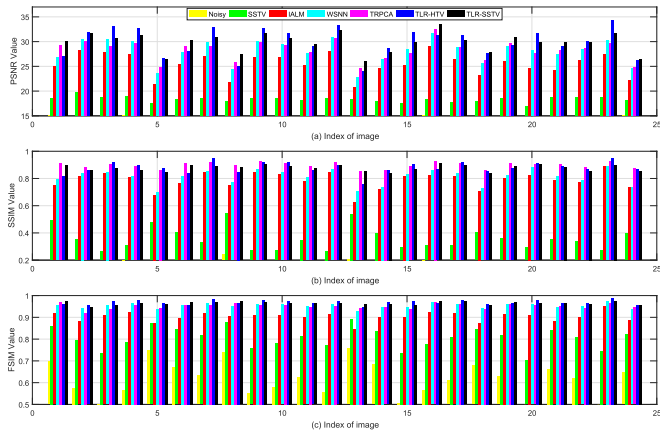 Noisy SSTV IALM WSNN TRPCA TLR-HTV TLR-SSTV
PSNR Value
35
30
25
20
15
0 5 10 15 20 25
(a) Index of image
SSIM Value
1
0.8
0.6
0.4
0.2
0 5 10 15 20 25
(b) Index of image
FSIM Value
1
0.9
0.8
0.7
0.6
0.5
0 5 10 15 20 25
(c) Index of image